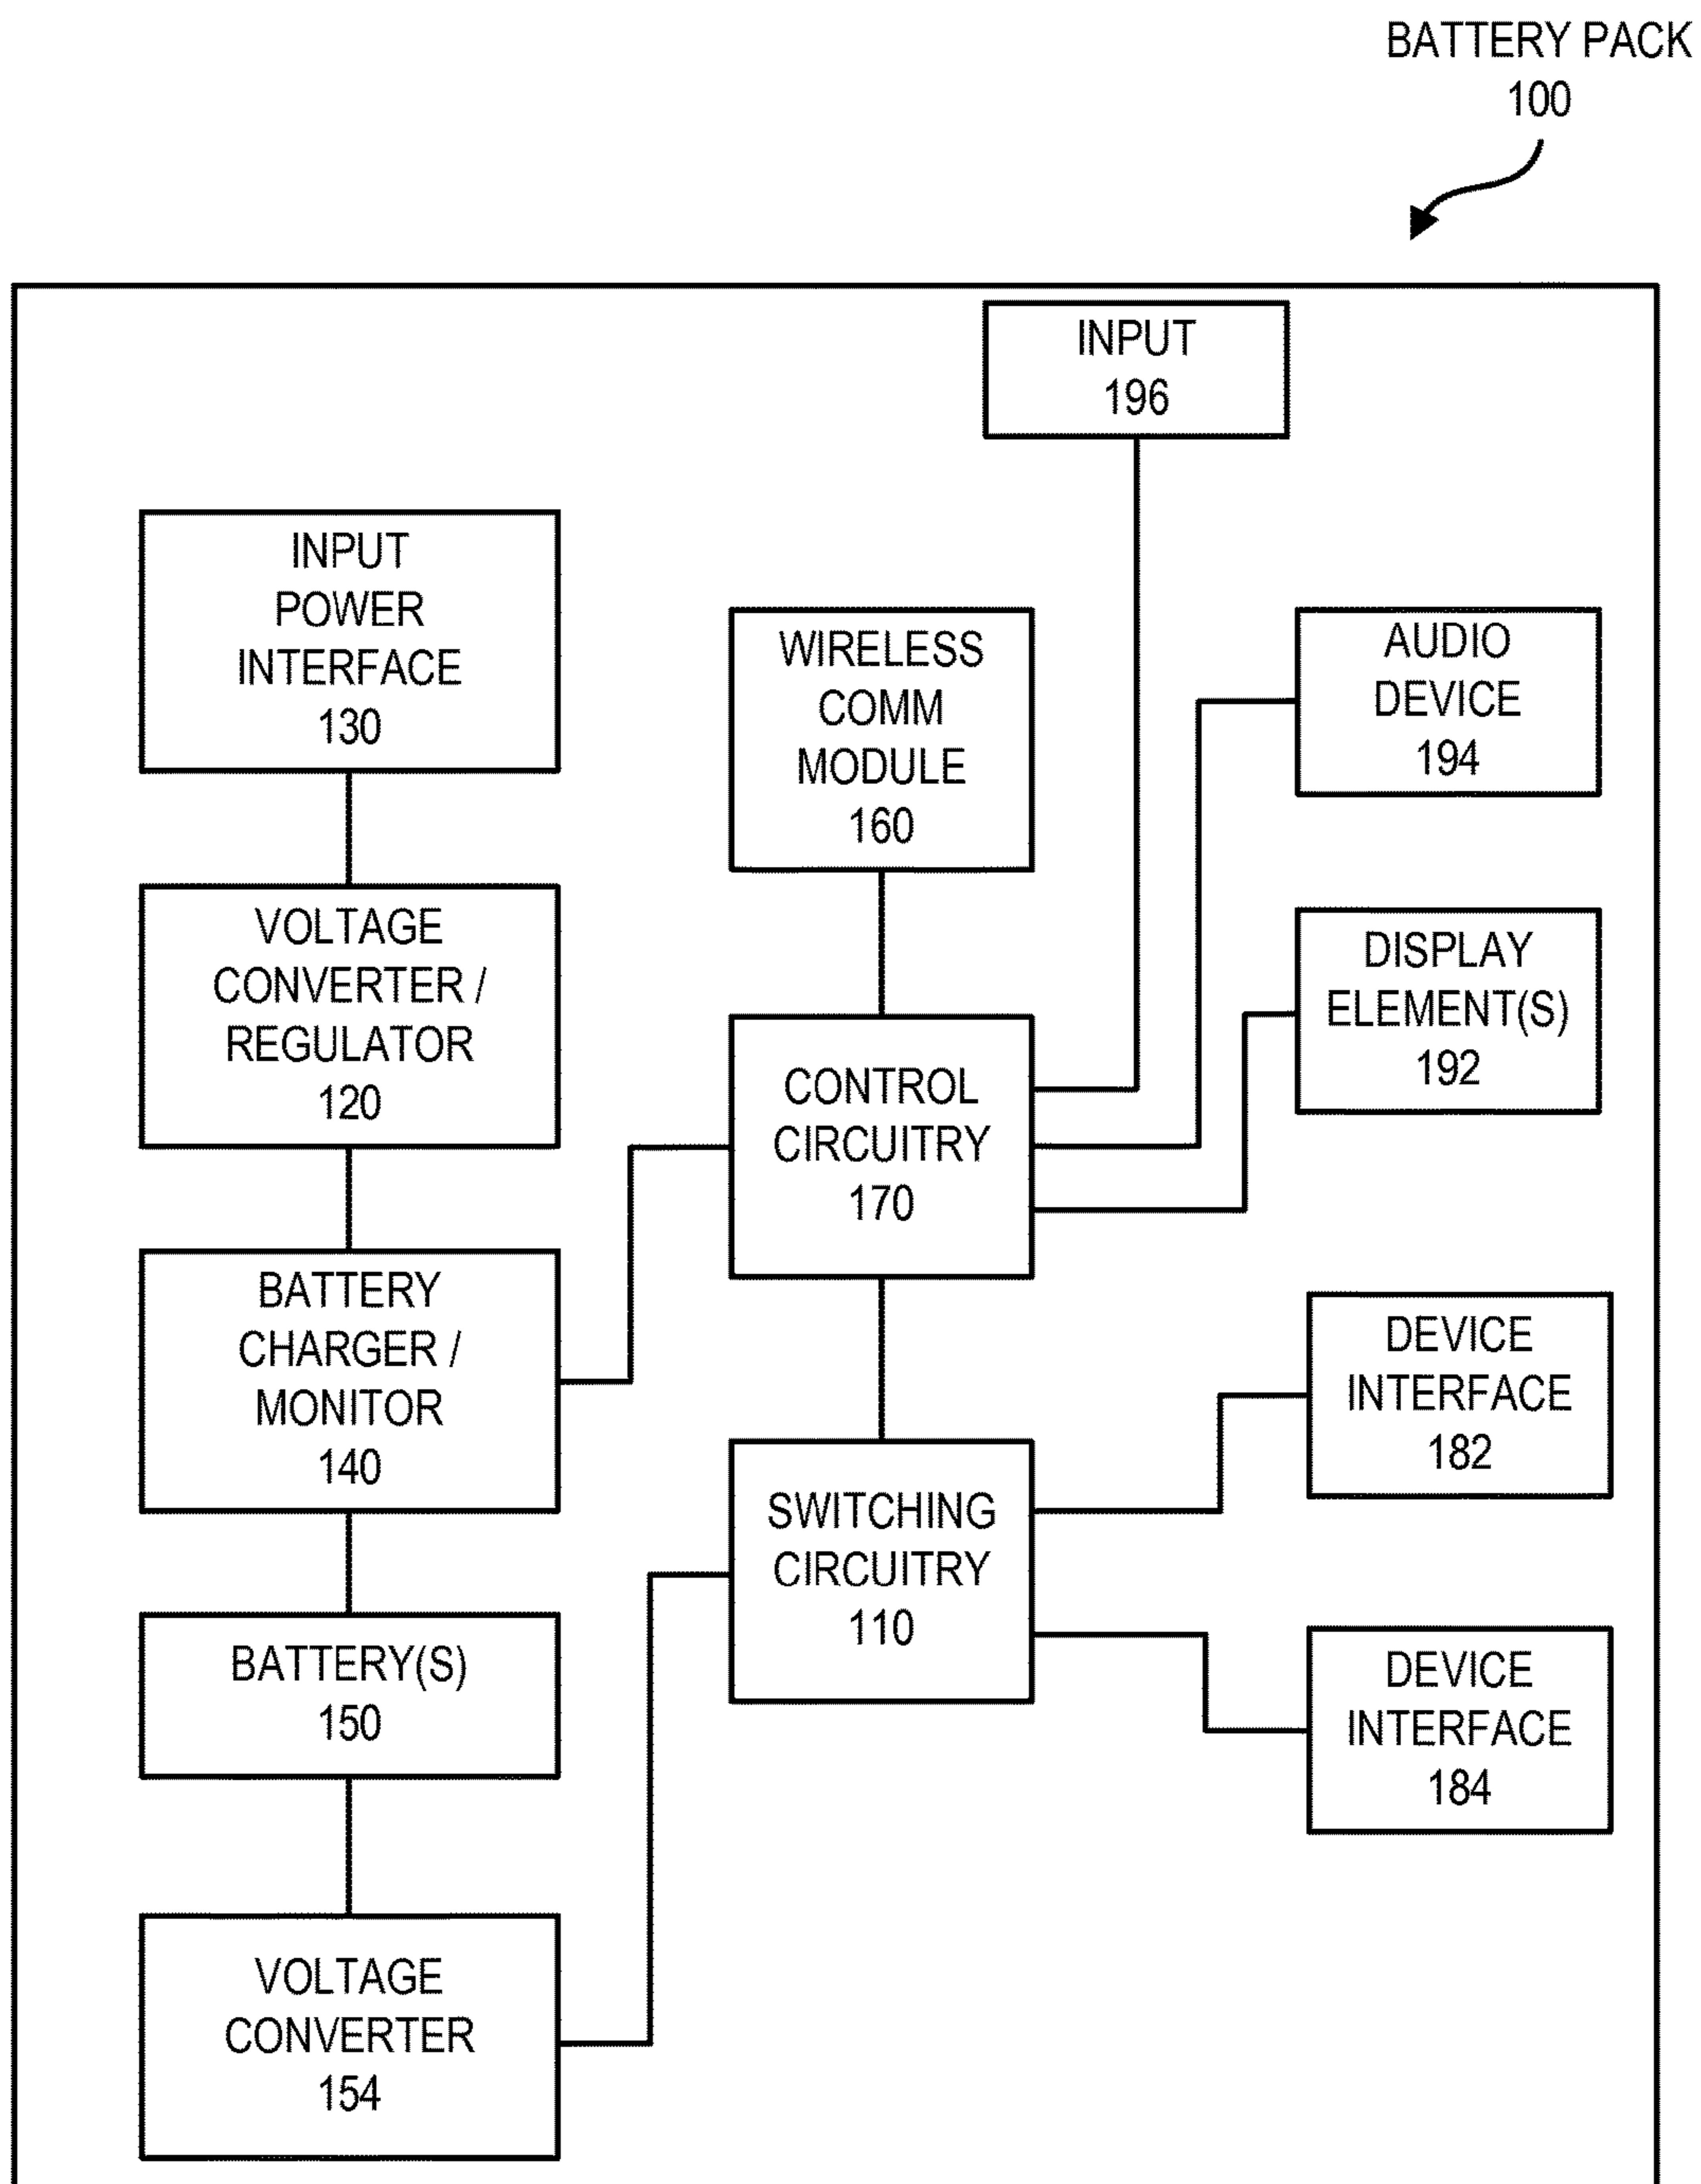 BATTERY PACK
100
INPUT
196
INPUT
POWER
INTERFACE
130
WIRELESS
COMM
MODULE
160
AUDIO
DEVICE
194
VOLTAGE
CONVERTER /
REGULATOR
120
DISPLAY
ELEMENT(S)
192
CONTROL
CIRCUITRY
170
BATTERY
CHARGER /
MONITOR
140
DEVICE
INTERFACE
182
SWITCHING
CIRCUITRY
110
BATTERY(S)
150
DEVICE
INTERFACE
184
VOLTAGE
CONVERTER
154